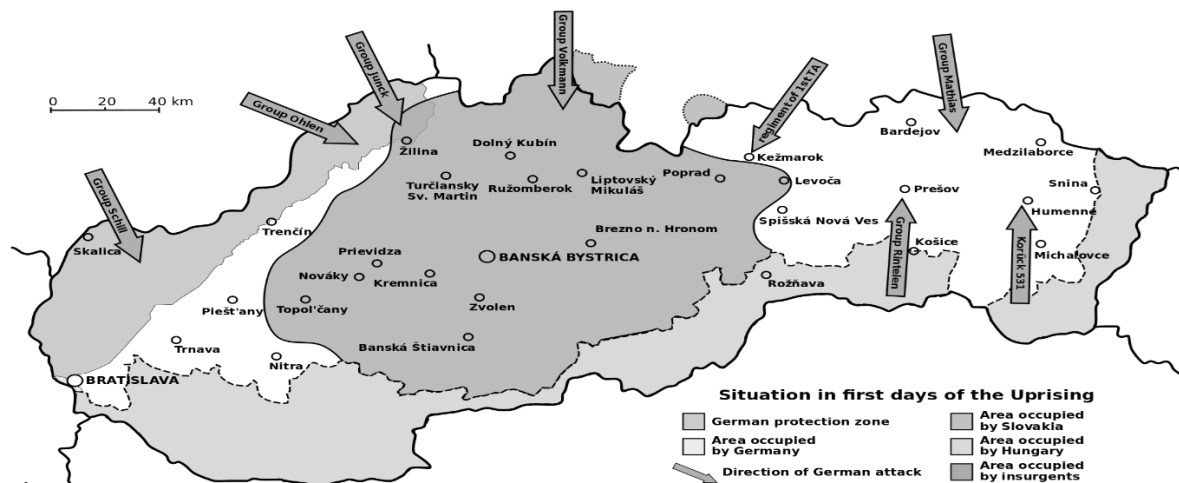 Group Volkmann
Group Junck
Group Mathias
regiment of 1st TA
Group Ohlen
0 20 40 km
Bardejov
Žilina
Dolný Kubín
Medzilaborce
Kežmarok
Turčiansky
Sv. Martin
Ružomberok
Liptovský
Mikuláš
Poprad
Levoča
Prešov
Snina
Group Schill
Humenné
Spišská Nová Ves
Trenčín
Skalica
Brezno n. Hronom
Košice
Group Rintelen
Korück 531
Michaľovce
Prievidza
BANSKÁ BYSTRICA
Nováky
Kremnica
Rožňava
Piešt'any
Topol'čany
Zvolen
Trnava
Banská Štiavnica
Nitra
BRATISLAVA
Situation in first days of the Uprising
German protection zone
Area occupied
by Slovakia
Area occupied
by Germany
Area occupied
by Hungary
Direction of German attack
Area occupied
by insurgents